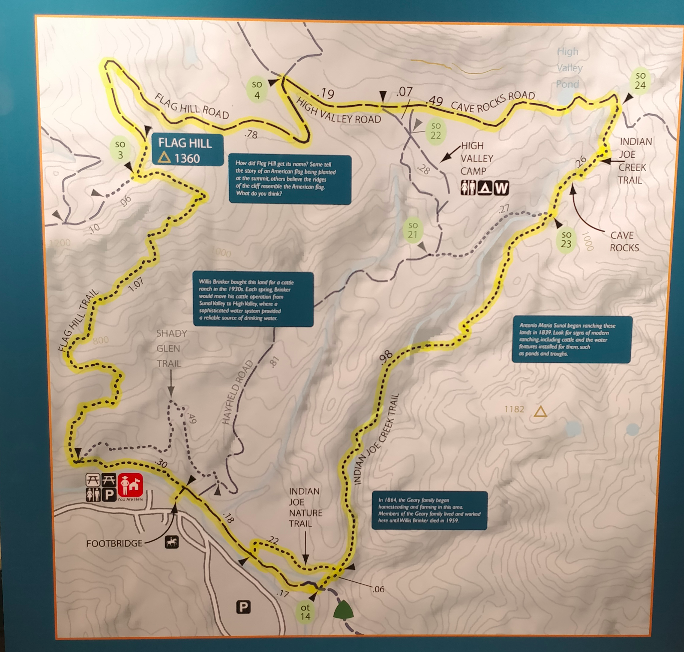 High
Valley
Pond
SO
24
SO
4
.19
.07
.49
CAVE ROCKS ROAD
FLAG HILL ROAD
HIGH VALLEY ROAD
.78
SO
22
SO
3
FLAG HILL
1360
HIGH
VALLEY
CAMP
W
INDIAN
JOE
CREEK
TRAIL
.26
.28
How did Flag Hill get its name? Some tell
the story of an American flag being planted
at the summit, others believe the ridges
of the cliff resemble the American flag.
What do you think?
.06
.10
.27
SO
21
SO
23
1000
CAVE
ROCKS
1.07
FLAG HILL TRAIL
800
Willis Brinker bought this land for a cattle
ranch in the 1930s. Each spring, Brinker
would move his cattle operation from
Sunol Valley to High Valley, where a
sophisticated water system provided
a reliable source of drinking water.
Antonio Maria Sunol began ranching these
lands in 1839. Look for signs of modern
ranching, including cattle and the water
features installed for them, such
as ponds and troughs.
SHADY
GLEN
TRAIL
HAYFIELD ROAD
.81
.98
INDIAN JOE CREEK TRAIL
1182
.49
.30
P
You Are Here
INDIAN
JOE
NATURE
TRAIL
In 1864, the Geary family began
homesteading and farming in this area.
Members of the Geary family lived and worked
here until Willis Brinker died in 1959.
.18
FOOTBRIDGE
.22
P
.17
.06
ot
14